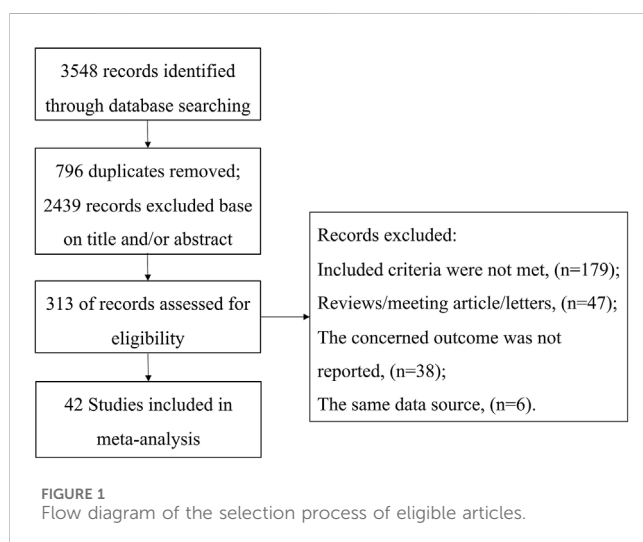 3548 records identified
through database searching
796 duplicates removed;
2439 records excluded base
on title and/or abstract
313 of records assessed for
eligibility
42 Studies included in
meta-analysis
Records excluded:
Included criteria were not met, (n=179);
Reviews/meeting article/letters, (n=47);
The concerned outcome was not
reported, (n=38);
The same data source, (n=6).
FIGURE 1
Flow diagram of the selection process of eligible articles.